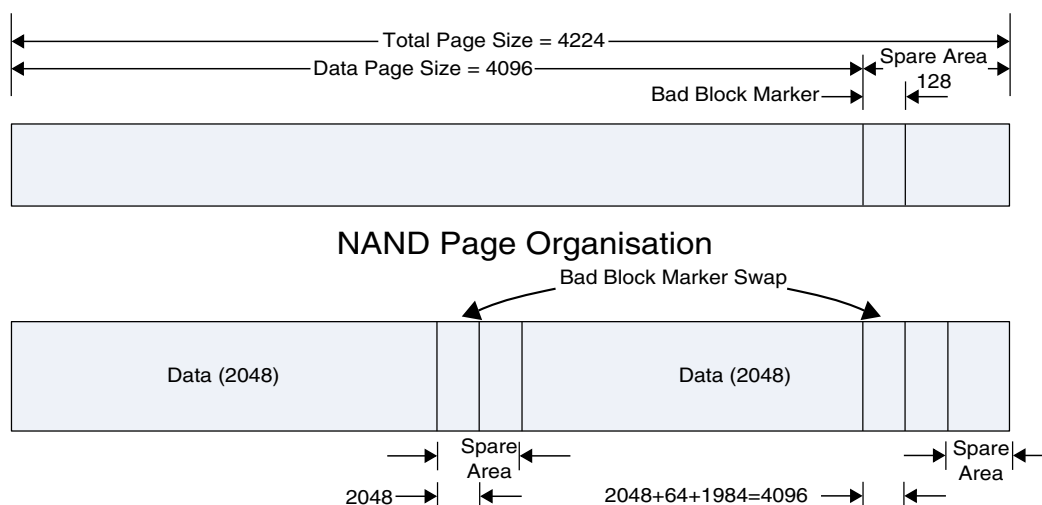 Total Page Size = 4224
Data Page Size = 4096
Spare Area
128
Bad Block Marker
NAND Page Organisation
Bad Block Marker Swap
Data (2048)
Data (2048)
Spare
Area
Spare
Area
2048
2048+64+1984=4096